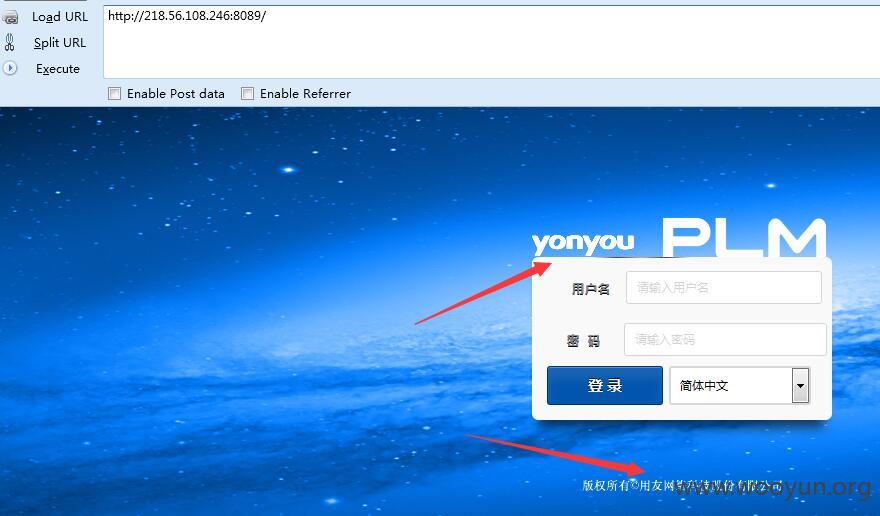 Load URL
http://218.56.108.246:8089/
Split URL
Execute
Enable Post data
Enable Referrer
yonyou PLM
用户名
请输入用户名
密 码
请输入密码
登录
简体中文
版权所有©用友网络科技股份有限公司
www.wooyun.org